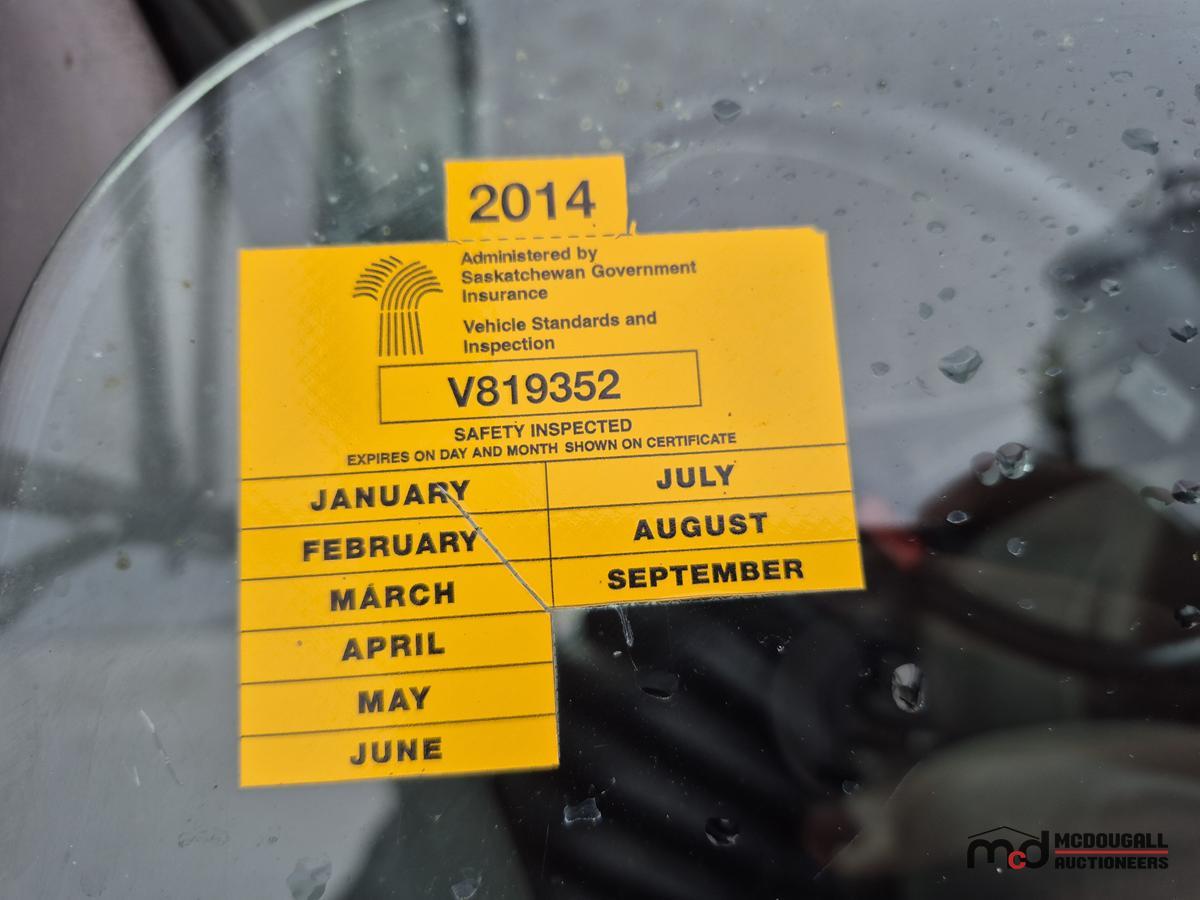 2014
Administered by
Saskatchewan Government
Insurance
Vehicle Standards and
Inspection
V819352
SAFETY INSPECTED
EXPIRES ON DAY AND MONTH SHOWN ON CERTIFICATE
JANUARY
FEBRUARY
MARCH
APRIL
MAY
JUNE
JULY
AUGUST
SEPTEMBER
mcd
MCDOUGALL
AUCTIONEERS